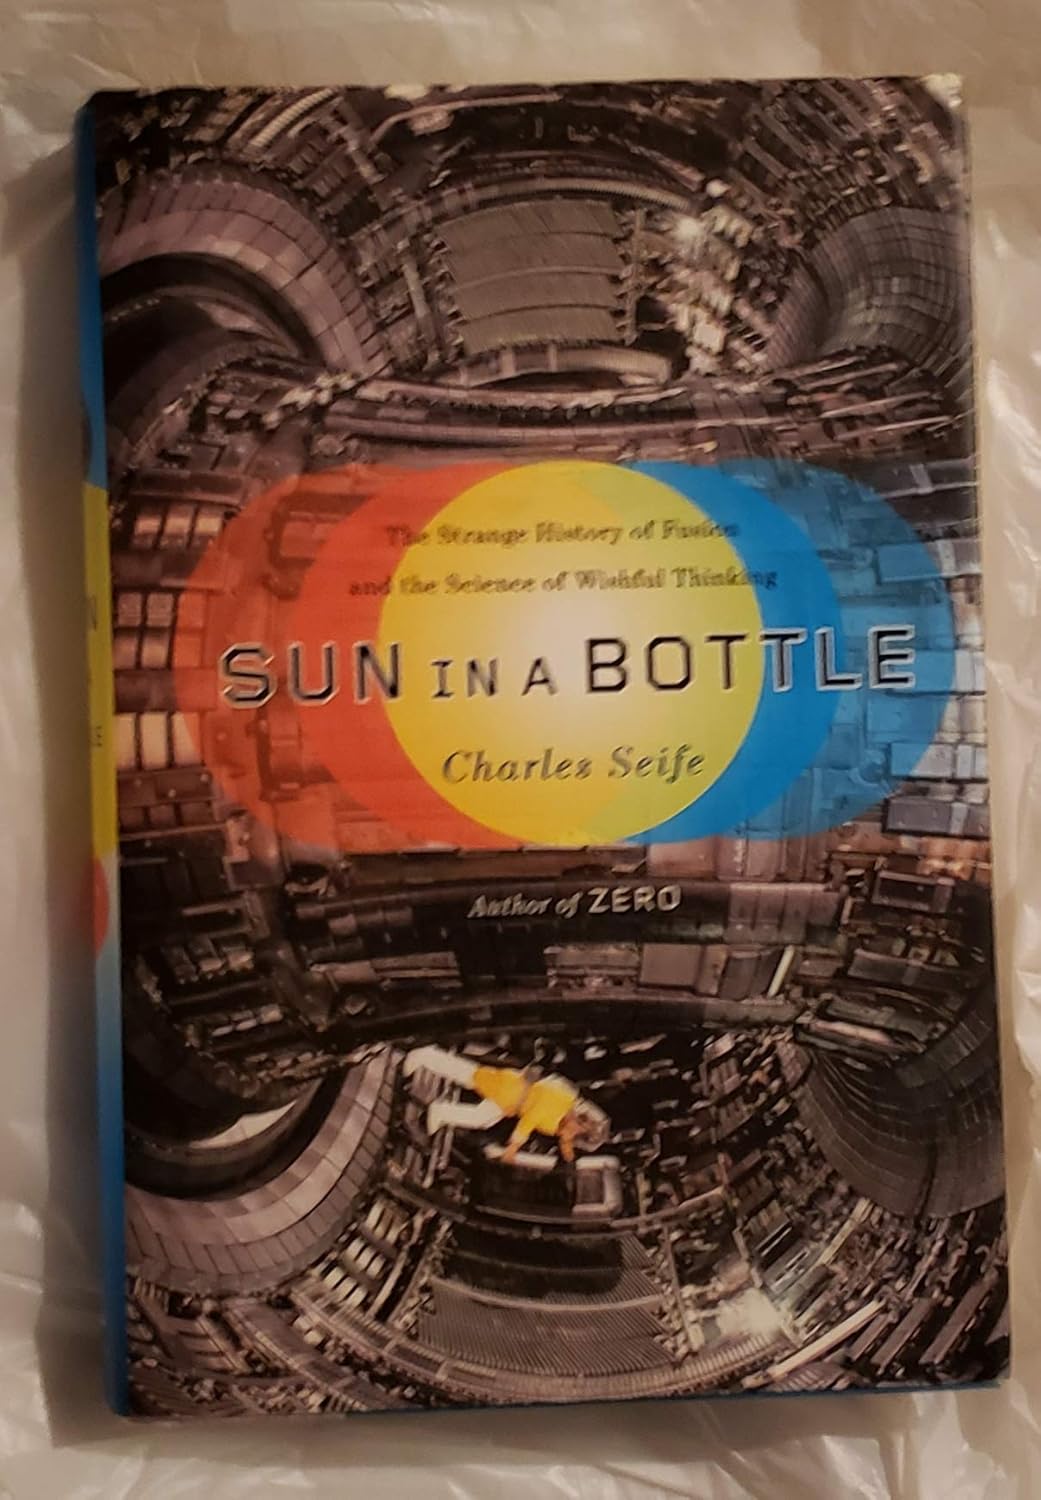 The Strange History of Fusion
and the Science of Wishful Thinking
SUN IN A BOTTLE
Charles Seife
Author of ZERO